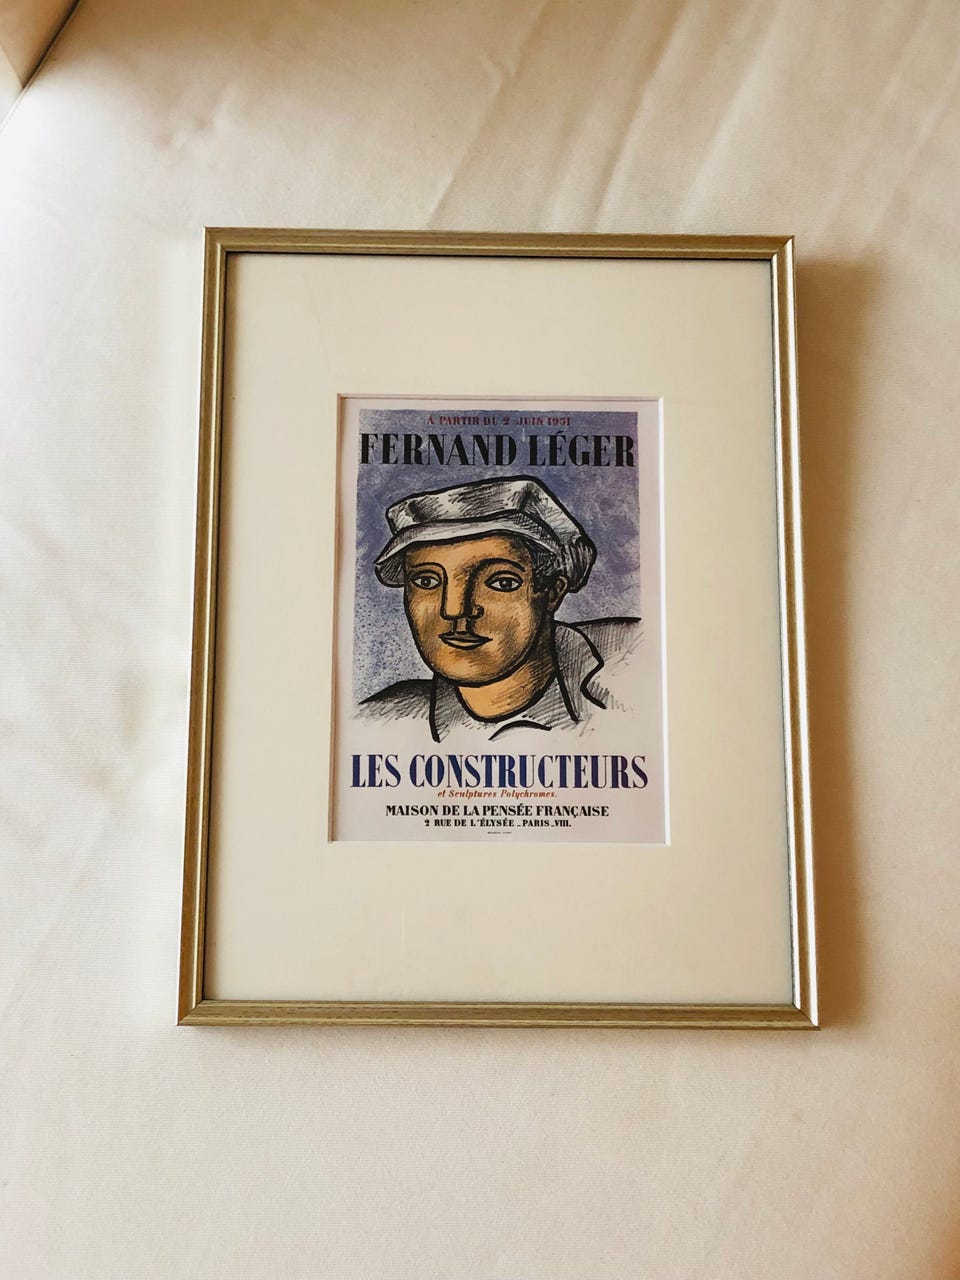 À PARTIR DU 2 JUIN 1951
FERNAND LÉGER
LES CONSTRUCTEURS
et Sculptures Polychromes.
MAISON DE LA PENSÉE FRANÇAISE
2 RUE DE L'ÉLYSÉE _ PARIS _VIII.